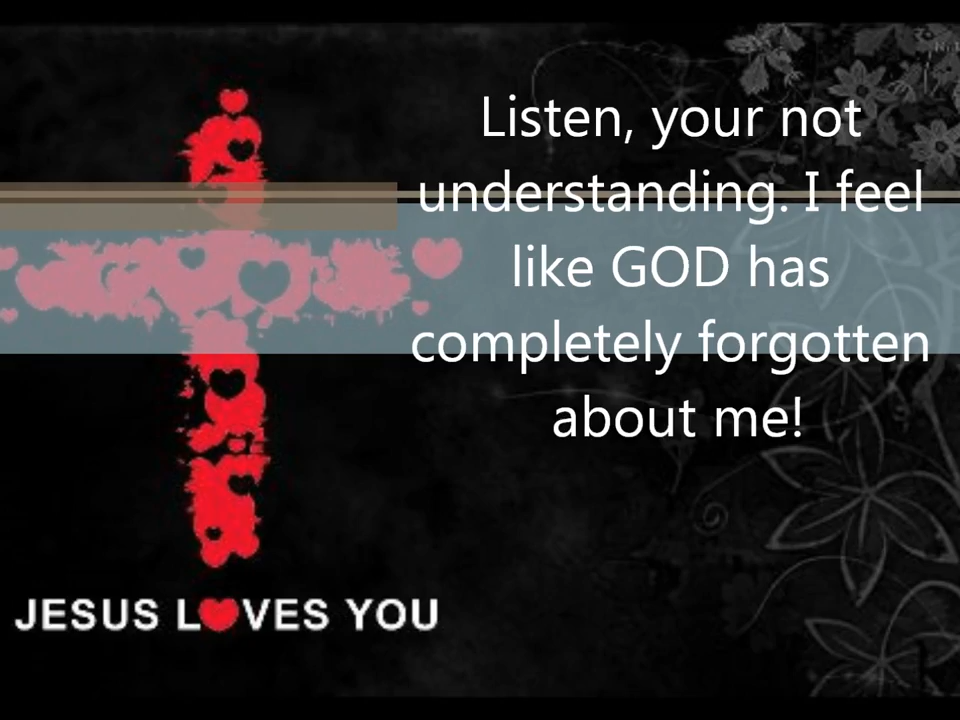 Listen, your not
understanding. I feel
like GOD has
completely forgotten
about me!
JESUS LOVES YOU